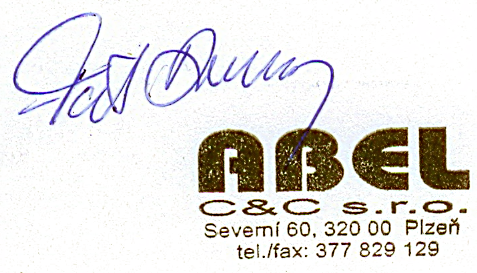 ABEL
C&C s.r.o.
Severní 60, 320 00 Plzeň
tel./fax: 377 829 129